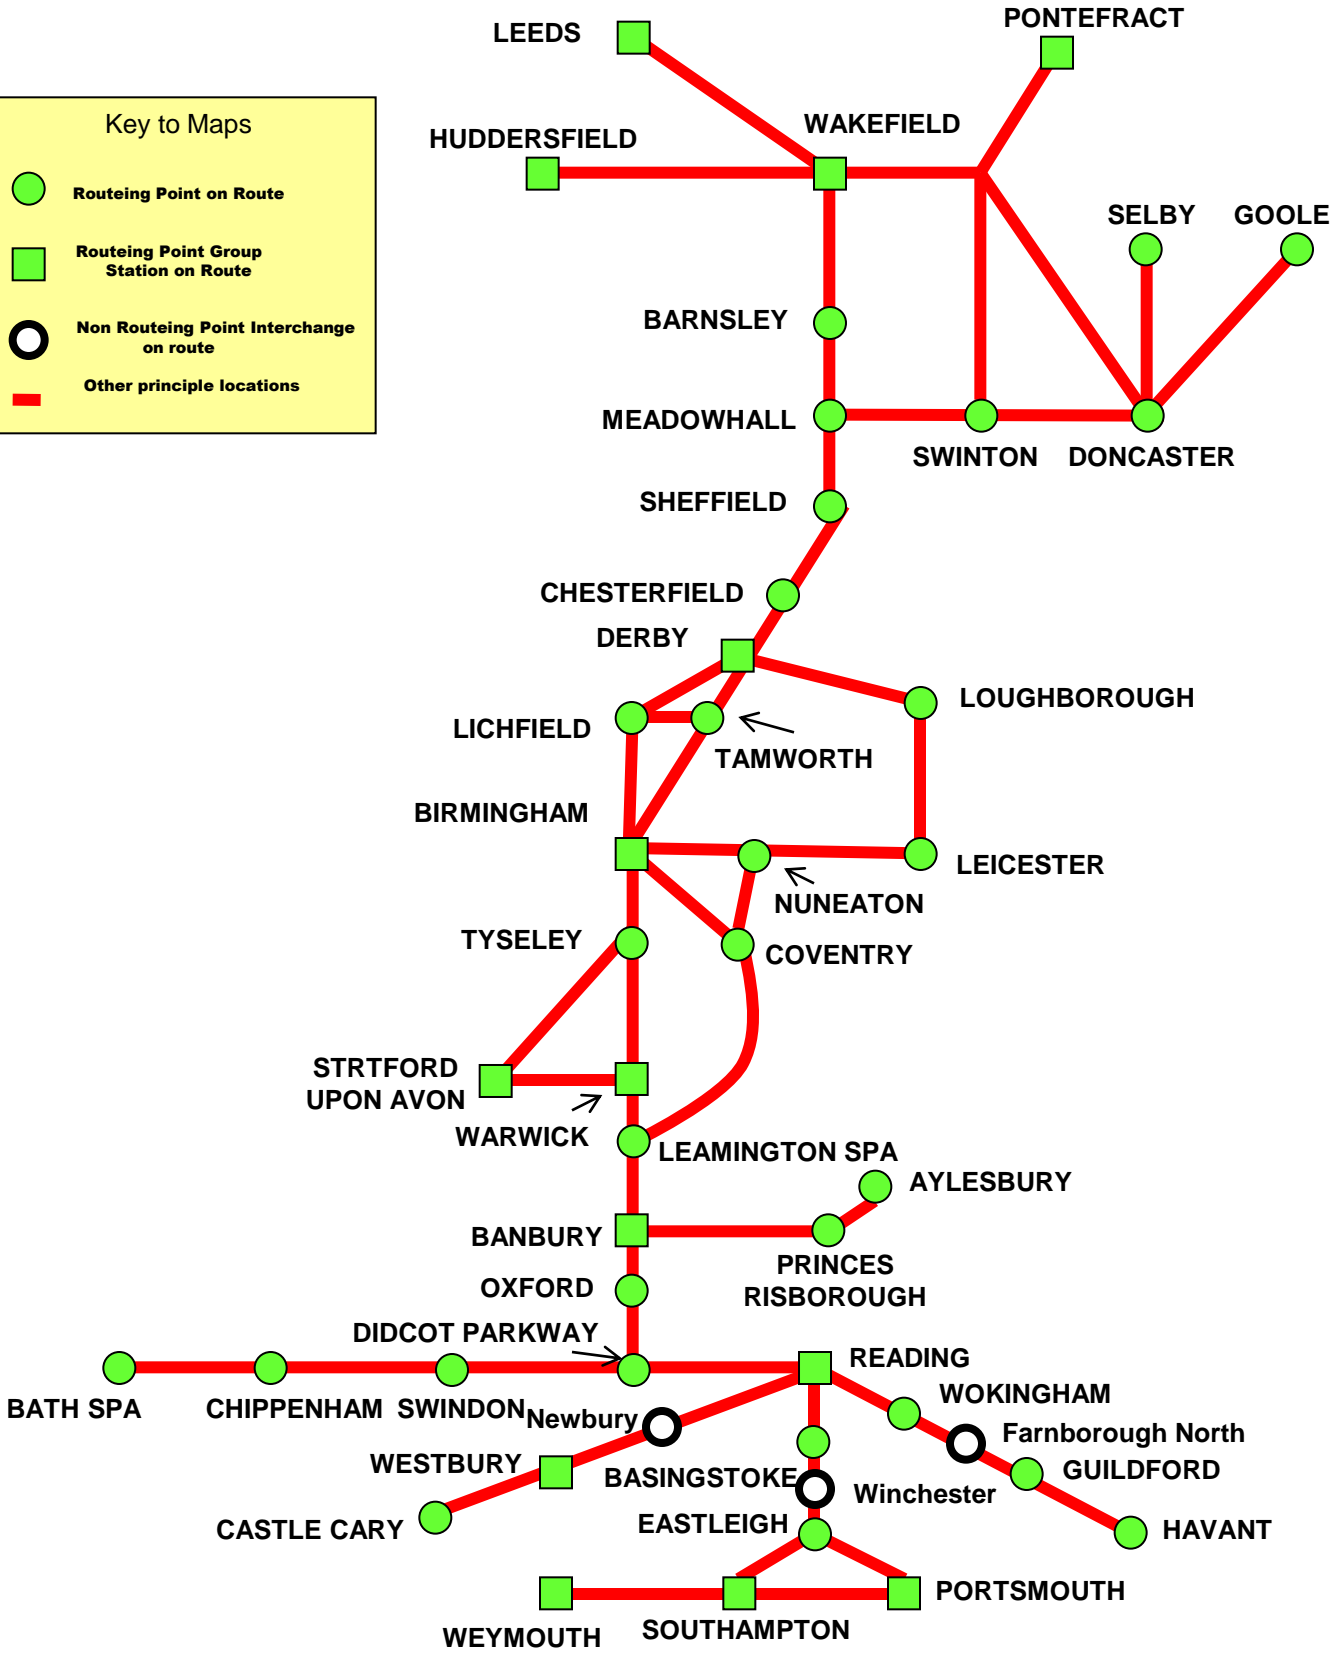 PONTEFRACT
LEEDS
Key to Maps
Routeing Point on Route
Routeing Point Group
Station on Route
Non Routeing Point Interchange
on route
Other principle locations
HUDDERSFIELD
WAKEFIELD
SELBY
GOOLE
BARNSLEY
MEADOWHALL
SWINTON
DONCASTER
SHEFFIELD
CHESTERFIELD
DERBY
LOUGHBOROUGH
LICHFIELD
TAMWORTH
BIRMINGHAM
LEICESTER
NUNEATON
TYSELEY
COVENTRY
STRTFORD
UPON AVON
WARWICK
LEAMINGTON SPA
AYLESBURY
BANBURY
PRINCES
RISBOROUGH
OXFORD
DIDCOT PARKWAY
READING
WOKINGHAM
BATH SPA
CHIPPENHAM
SWINDON
Newbury
Farnborough North
WESTBURY
BASINGSTOKE
GUILDFORD
Winchester
CASTLE CARY
EASTLEIGH
HAVANT
PORTSMOUTH
WEYMOUTH
SOUTHAMPTON